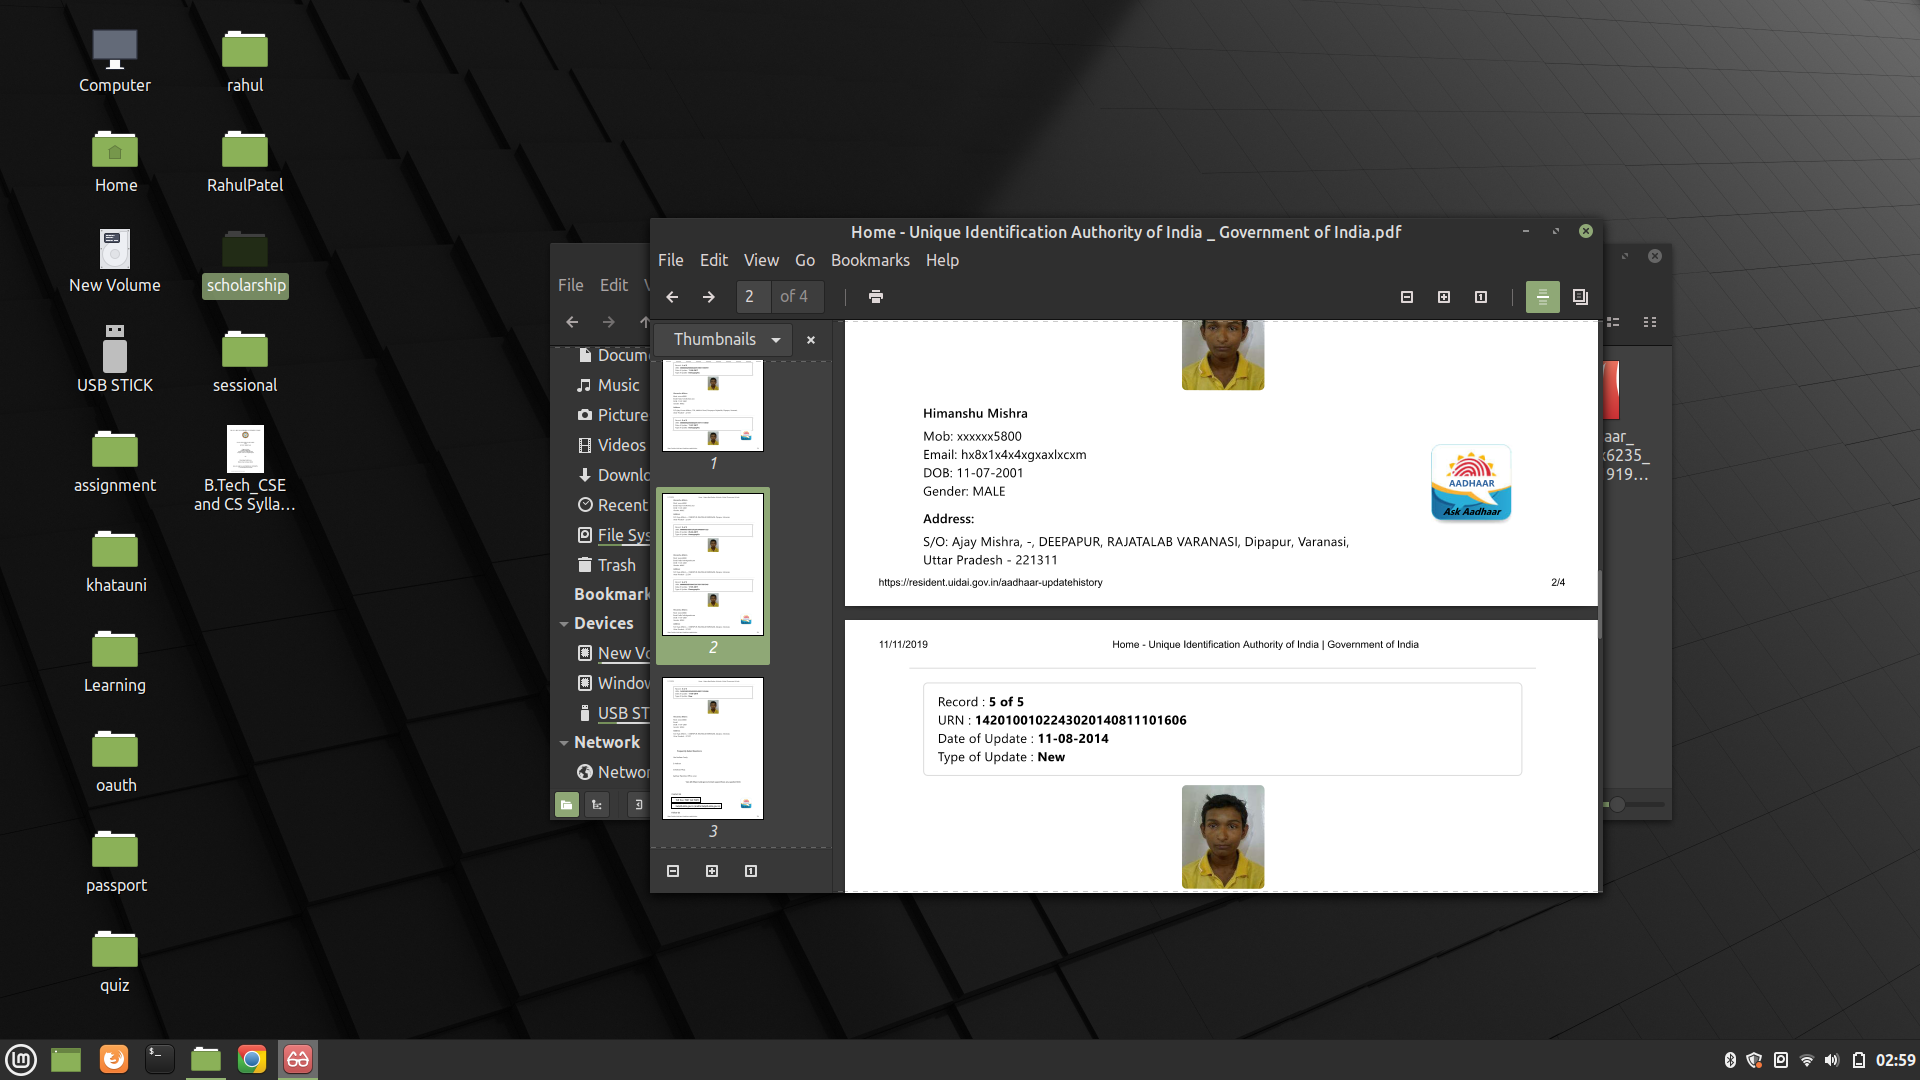 Computer
rahul
Home
RahulPatel
New Volume
scholarship
USB STICK
sessional
assignment
B.Tech_CSE
and CS Sylla...
khatauni
Learning
oauth
passport
quiz
File Edit
Docum
Music
Picture
Videos
Downlo
Recent
File Sys
Trash
Bookmark
Devices
New Vo
Window
USB ST
Network
Networ
Home - Unique Identification Authority of India _ Government of India.pdf
File Edit View Go Bookmarks Help
2 of 4
Thumbnails
1
2
3
Himanshu Mishra
Mob: xxxxxx5800
Email: hx8x1x4x4xgxaxlxcxm
DOB: 11-07-2001
Gender: MALE
Address:
S/O: Ajay Mishra, -, DEEPAPUR, RAJATALAB VARANASI, Dipapur, Varanasi,
Uttar Pradesh - 221311
AADHAAR
Ask Aadhaar
https://resident.uidai.gov.in/aadhaar-updatehistory 2/4
11/11/2019 Home - Unique Identification Authority of India | Government of India
Record : 5 of 5
URN : 1420100102243020140811101606
Date of Update : 11-08-2014
Type of Update : New
aar_
x6235_
919...
02:59